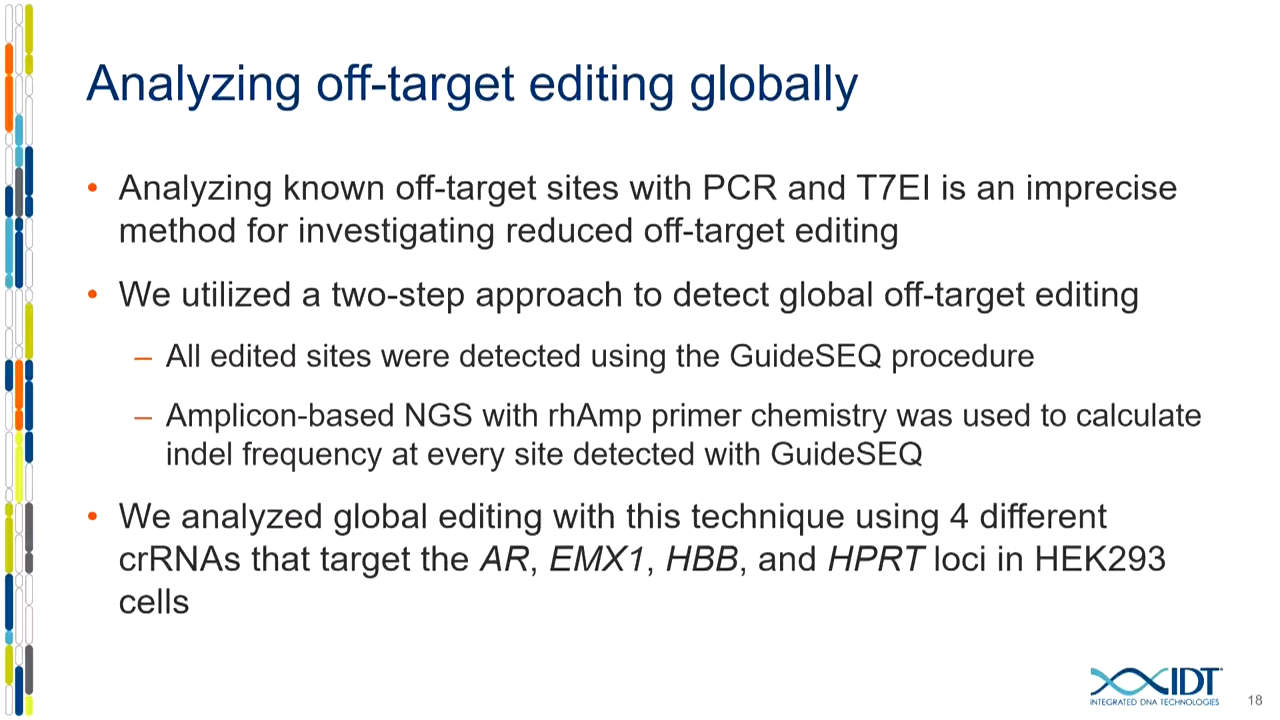 Analyzing off-target editing globally
• Analyzing known off-target sites with PCR and T7EI is an imprecise
method for investigating reduced off-target editing
• We utilized a two-step approach to detect global off-target editing
– All edited sites were detected using the GuideSEQ procedure
– Amplicon-based NGS with rhAmp primer chemistry was used to calculate
indel frequency at every site detected with GuideSEQ
• We analyzed global editing with this technique using 4 different
crRNAs that target the AR, EMX1, HBB, and HPRT loci in HEK293
cells
IDT
INTEGRATED DNA TECHNOLOGIES
18